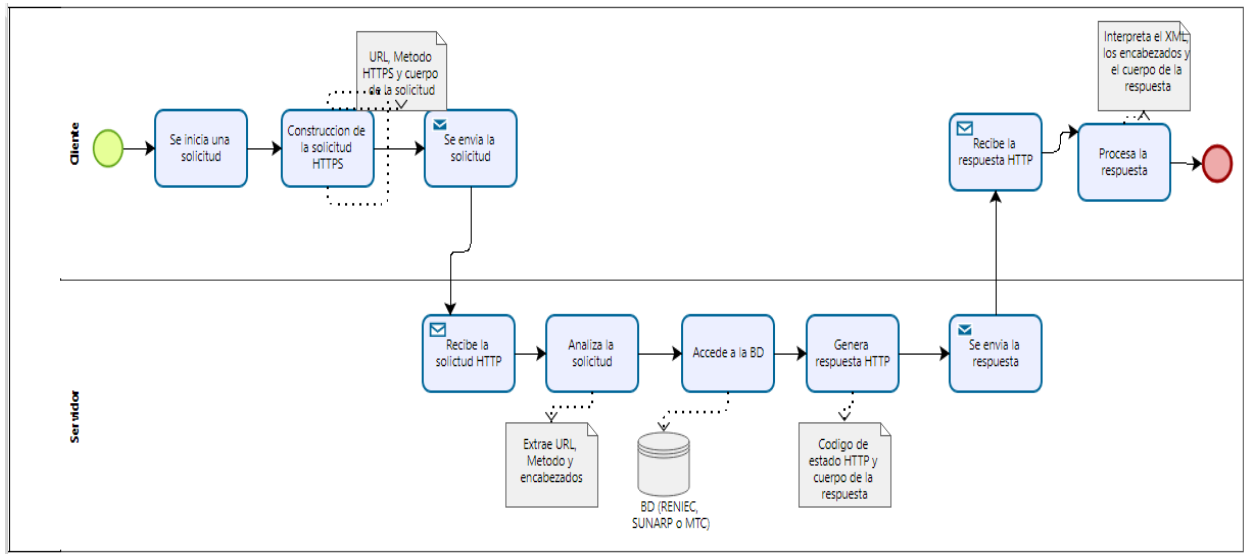 Cliente
Se inicia una
solicitud
Construccion de
la solicitud
HTTPS
URL, Metodo
HTTPS y cuerpo
de la solicitud
Se envia la
solicitud
Recibe la
respuesta HTTP
Procesa la
respuesta
Interpreta el XML,
los encabezados y
el cuerpo de la
respuesta
Servidor
Recibe la
solictud HTTP
Analiza la
solicitud
Accede a la BD
Genera
respuesta HTTP
Se envia la
respuesta
Extrae URL,
Metodo y
encabezados
BD (RENIEC,
SUNARP o MTC)
Codigo de
estado HTTP y
cuerpo de la
respuesta